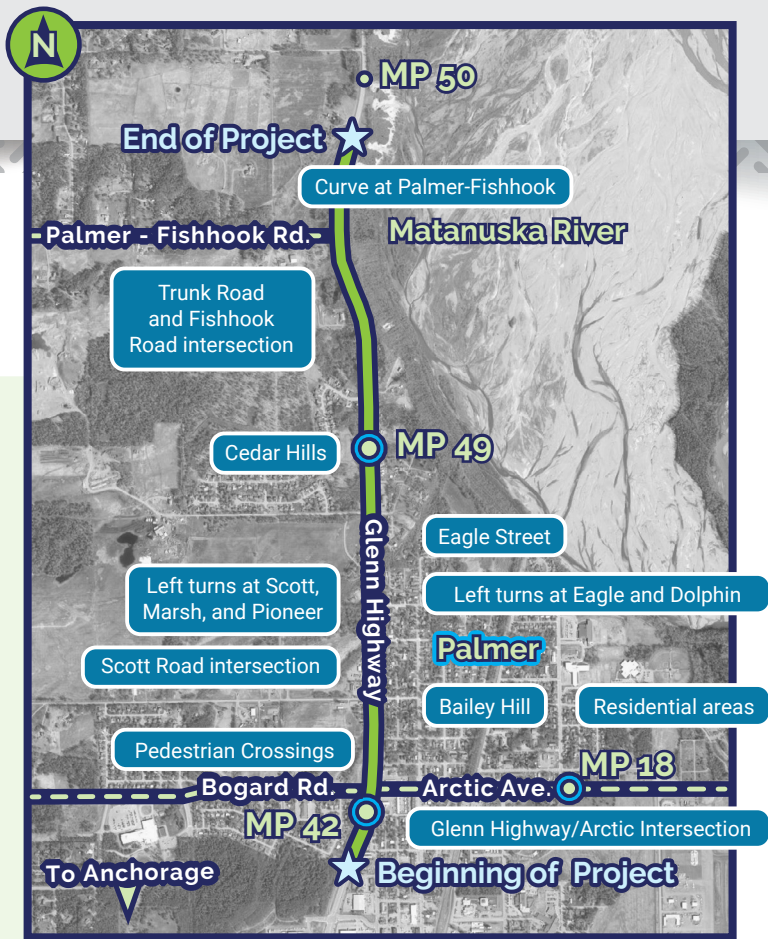 N
MP 50
End of Project
Curve at Palmer-Fishhook
Palmer - Fishhook Rd.
Matanuska River
Trunk Road
and Fishhook
Road intersection
Cedar Hills
MP 49
Glenn Highway
Eagle Street
Left turns at Scott,
Marsh, and Pioneer
Left turns at Eagle and Dolphin
Palmer
Scott Road intersection
Bailey Hill
Residential areas
Pedestrian Crossings
MP 18
Bogard Rd.
Arctic Ave.
MP 42
Glenn Highway/Arctic Intersection
To Anchorage
Beginning of Project